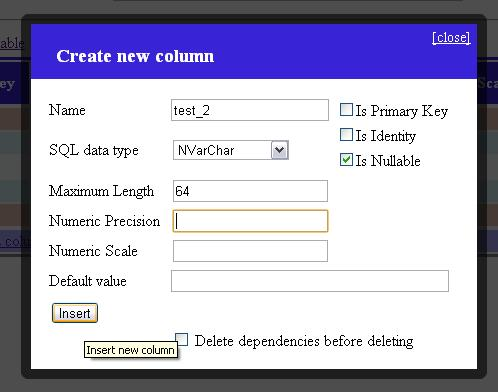 [close]
Create new column
Name test_2 Is Primary Key
Is Identity
SQL data type NVarChar
Is Nullable
Maximum Length 64
Numeric Precision
Numeric Scale
Default value
Insert
Insert new column
Delete dependencies before deleting
able
ey
Sca